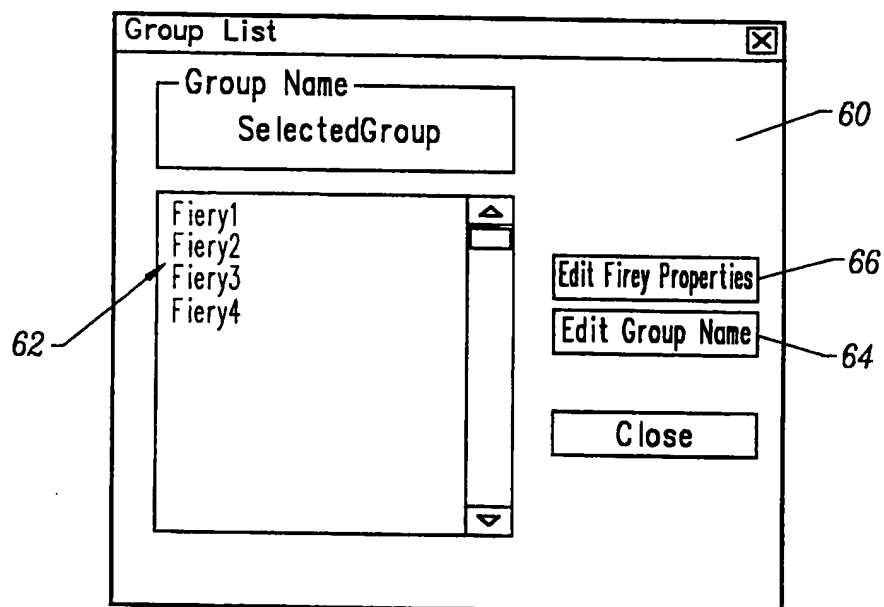 Group List
Group Name
SelectedGroup
60
Fiery1
Fiery2
Fiery3
Fiery4
62
Edit Firey Properties
66
Edit Group Name
64
Close